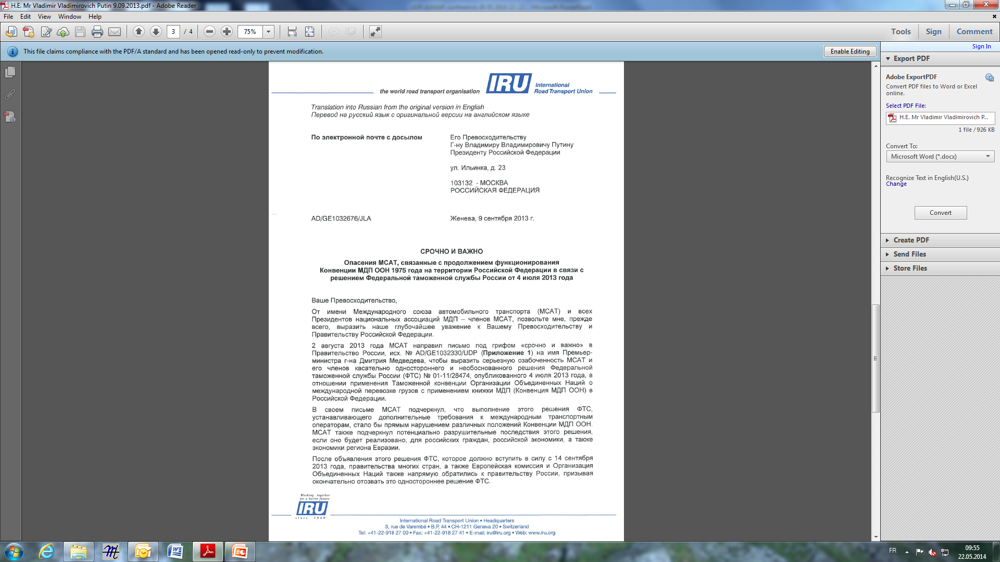 H.E. Mr Vladimir Vladimirovich Putin 9.09.2013.pdf - Adobe Reader
File Edit View Window Help
3 / 4 75% Tools Sign Comment
This file claims compliance with the PDF/A standard and has been opened read-only to prevent modification. Enable Editing
the world road transport organisation IRU International
Road Transport Union
Translation into Russian from the original version in English
Перевод на русский язык с оригинальной версии на английском языке
По электронной почте с досылом Его Превосходительству
Г-ну Владимиру Владимировичу Путину
Президенту Российской Федерации
ул. Ильинка, д. 23
103132 - МОСКВА
РОССИЙСКАЯ ФЕДЕРАЦИЯ
AD/GE1032676/JLA Женева, 9 сентября 2013 г.
СРОЧНО И ВАЖНО
Опасения МСАТ, связанные с продолжением функционирования
Конвенции МДП ООН 1975 года на территории Российской Федерации в связи с
решением Федеральной таможенной службы России от 4 июля 2013 года
Ваше Превосходительство,
От имени Международного союза автомобильного транспорта (МСАТ) и всех
Президентов национальных ассоциаций МДП – членов МСАТ, позвольте мне, прежде
всего, выразить наше глубочайшее уважение к Вашему Превосходительству и
Правительству Российской Федерации.
2 августа 2013 года МСАТ направил письмо под грифом «срочно и важно» в
Правительство России, исх. № AD/GE1032330/UDP (Приложение 1) на имя Премьер-
министра г-на Дмитрия Медведева, чтобы выразить серьезную озабоченность МСАТ и
его членов касательно одностороннего и необоснованного решения Федеральной
таможенной службы России (ФТС) № 01-11/28474, опубликованного 4 июля 2013 года, в
отношении применения Таможенной конвенции Организации Объединенных Наций о
международной перевозке грузов с применением книжки МДП (Конвенция МДП ООН) в
Российской Федерации.
В своем письме МСАТ подчеркнул, что выполнение этого решения ФТС,
устанавливающего дополнительные требования к международным транспортным
операторам, стало бы прямым нарушением различных положений Конвенции МДП ООН.
МСАТ также подчеркнул потенциально разрушительные последствия этого решения,
если оно будет реализовано, для российских граждан, российской экономики, а также
экономики региона Евразии.
После объявления этого решения ФТС, которое должно вступить в силу с 14 сентября
2013 года, правительства многих стран, а также Европейская комиссия и Организация
Объединенных Наций также напрямую обратились к правительству России, призывая
окончательно отозвать это одностороннее решение ФТС.
Working together
for a better future
IRU
since 1948
International Road Transport Union • Headquarters
3, rue de Varembé • B.P. 44 • CH-1211 Geneva 20 • Switzerland
Tel: +41-22-918 27 00 • Fax: +41-22-918 27 41 • E-mail: iru@iru.org • Web: www.iru.org
Sign In
Export PDF
Adobe ExportPDF
Convert PDF files to Word or Excel
online.
Select PDF File:
H.E. Mr Vladimir Vladimirovich P...
1 file / 926 KB
Convert To:
Microsoft Word (*.docx)
Recognize Text in English(U.S.)
Change
Convert
Create PDF
Send Files
Store Files
FR
09:55
22.05.2014